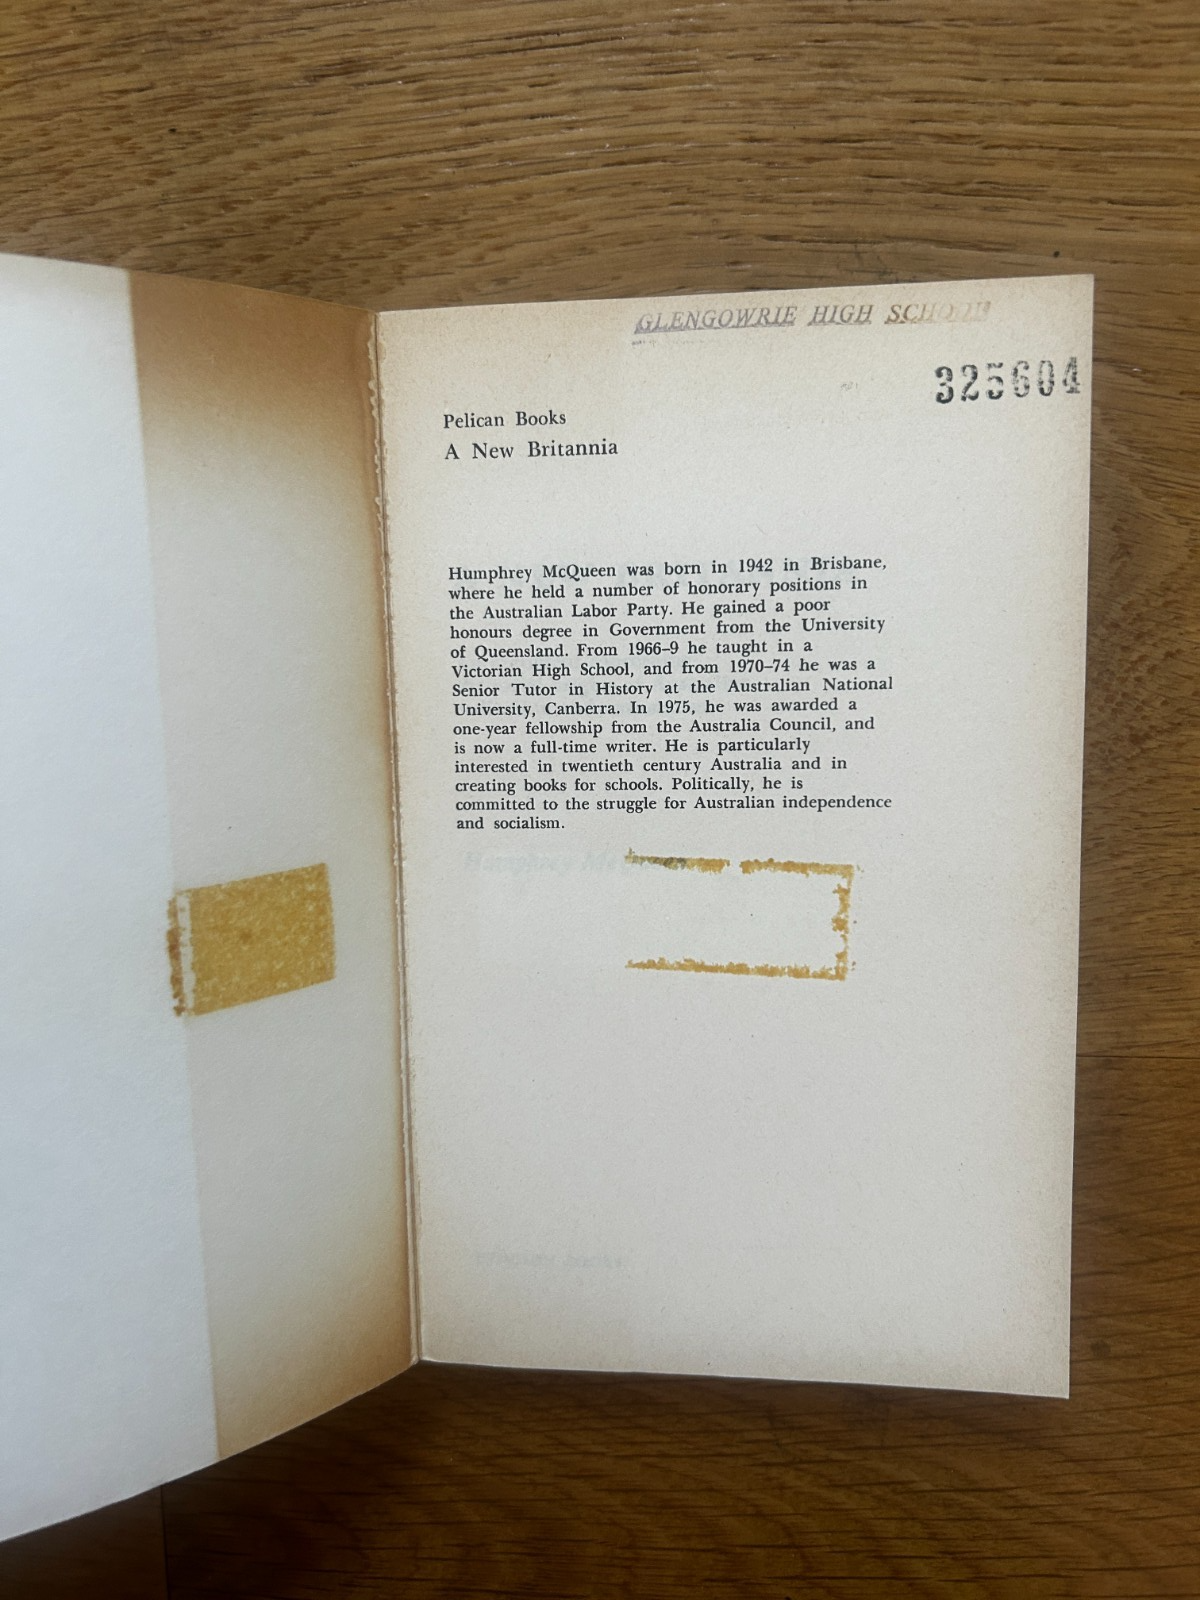 GLENGOWRIE HIGH SCHOOL
325604
Pelican Books
A New Britannia
Humphrey McQueen was born in 1942 in Brisbane,
where he held a number of honorary positions in
the Australian Labor Party. He gained a poor
honours degree in Government from the University
of Queensland. From 1966–9 he taught in a
Victorian High School, and from 1970–74 he was a
Senior Tutor in History at the Australian National
University, Canberra. In 1975, he was awarded a
one-year fellowship from the Australia Council, and
is now a full-time writer. He is particularly
interested in twentieth century Australia and in
creating books for schools. Politically, he is
committed to the struggle for Australian independence
and socialism.
Humphrey McQueen